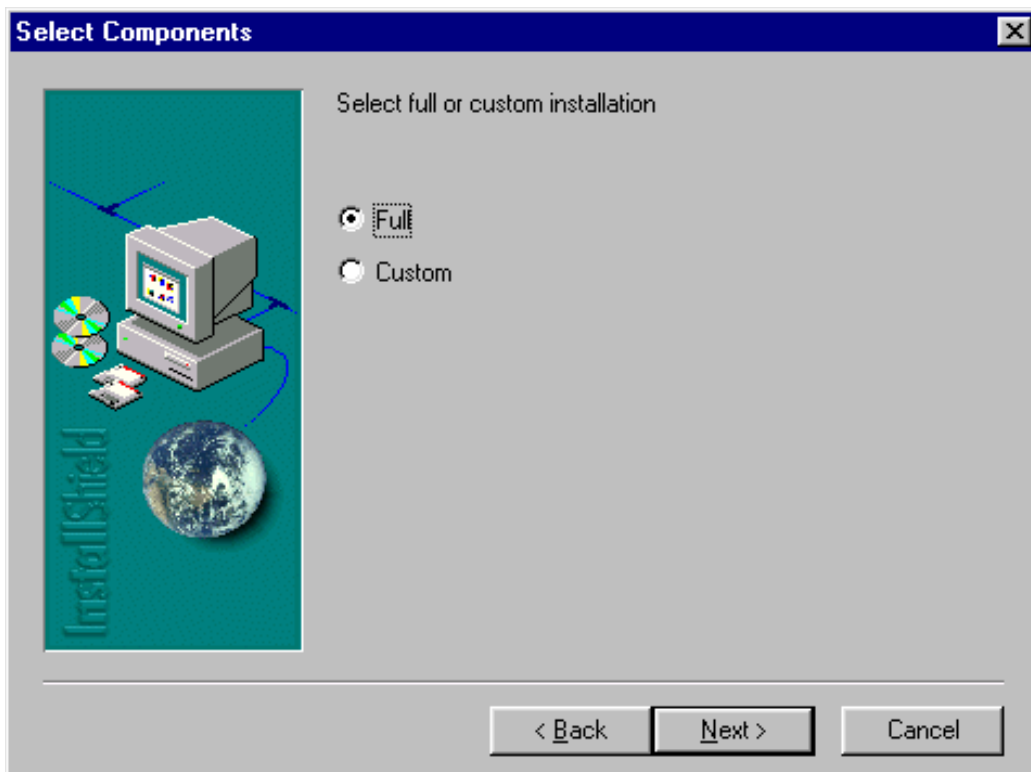 Select Components
Select full or custom installation
Full
Custom
InstallShield
< Back
Next >
Cancel